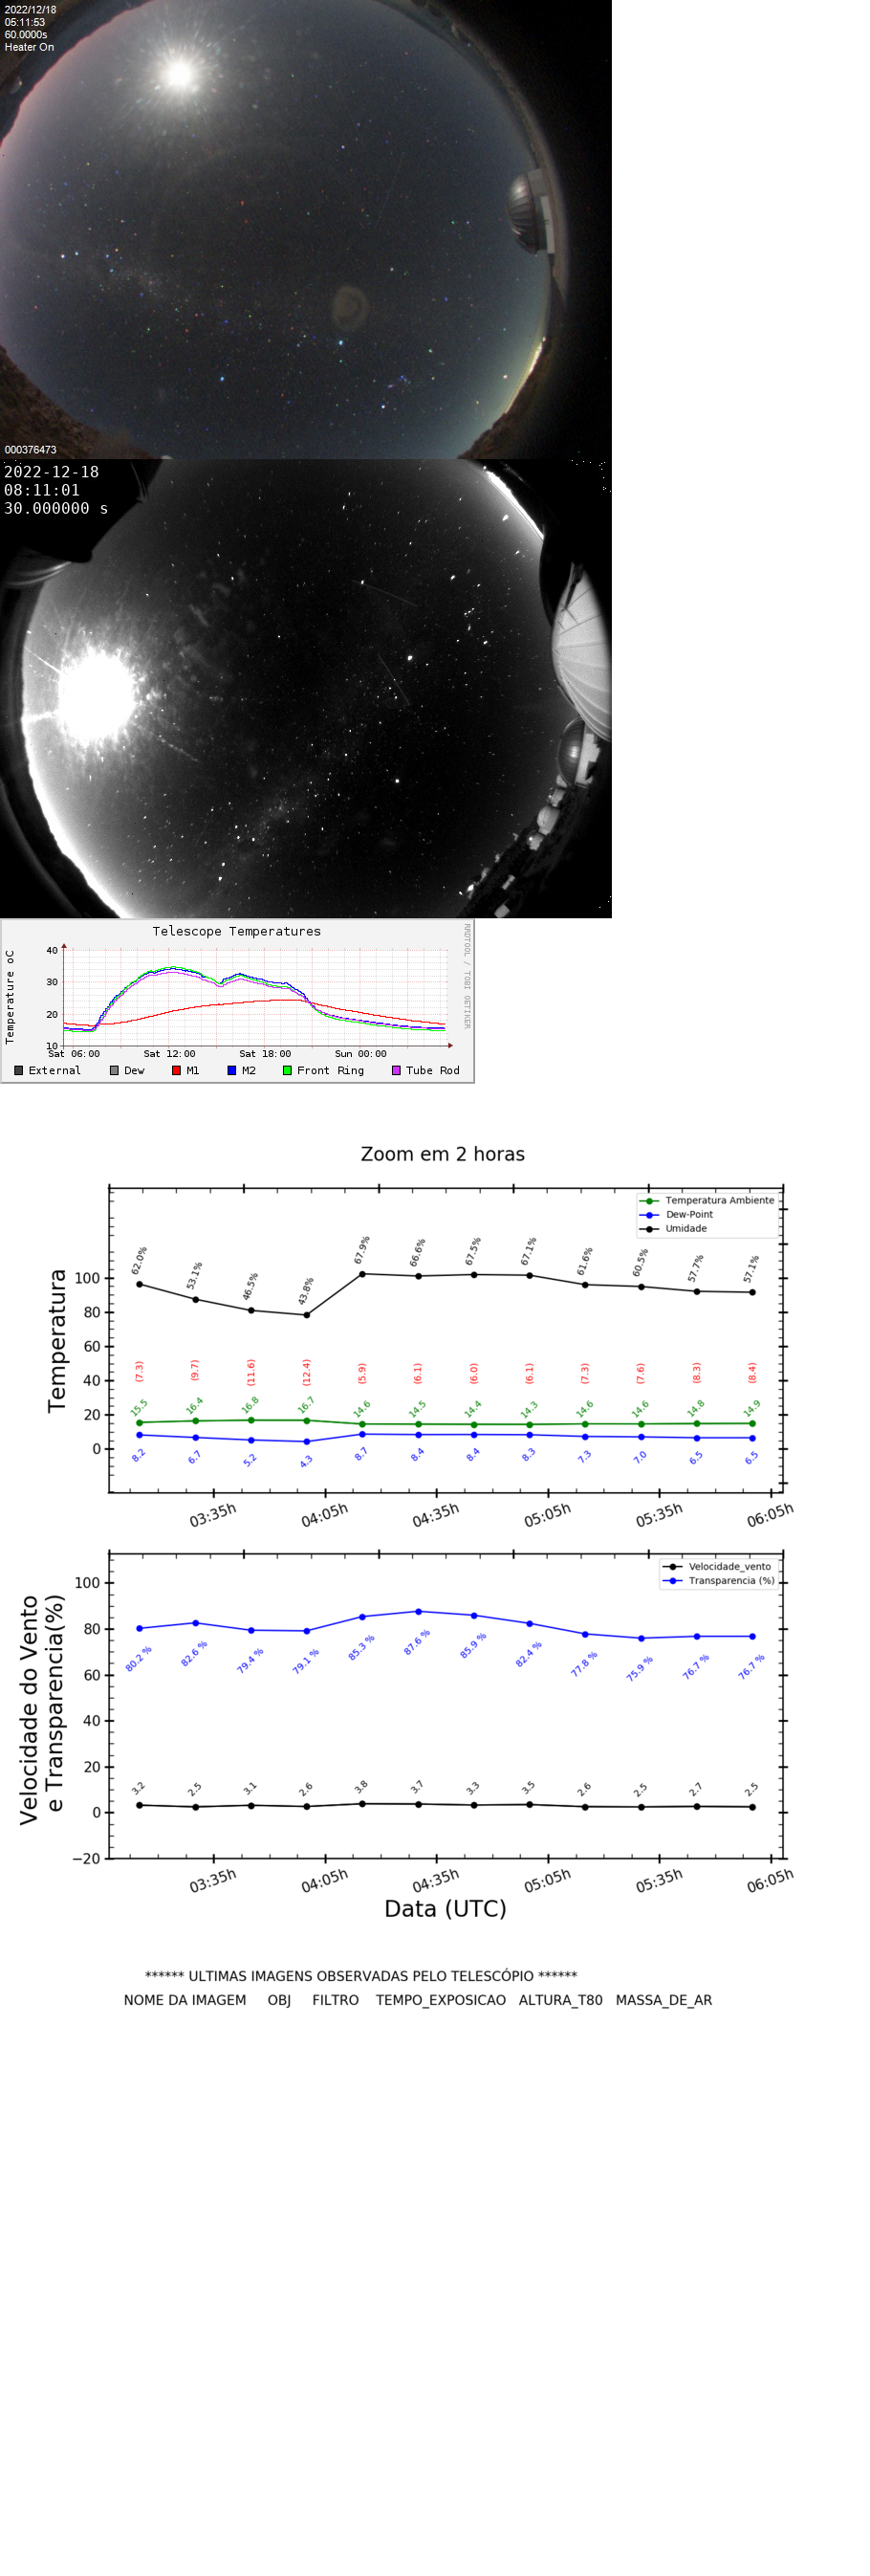 2022/12/18
05:11:53
60.0000s
Heater On
000376473
2022-12-18
08:11:01
30.000000 s
Telescope Temperatures
RRDTOOL / TOBI OETIKER
Temperature oC
40
30
20
10
Sat 06:00 Sat 12:00 Sat 18:00 Sun 00:00
External Dew M1 M2 Front Ring Tube Rod
Zoom em 2 horas
Temperatura Ambiente
Dew-Point
Umidade
Temperatura
100
80
60
40
20
0
62.0% 53.1% 46.5% 43.8% 67.9% 66.6% 67.5% 67.1% 61.6% 60.5% 57.7% 57.1%
(7.3) (9.7) (11.6) (12.4) (5.9) (6.1) (6.0) (6.1) (7.3) (7.6) (8.3) (8.4)
15.5 16.4 16.8 16.7 14.6 14.5 14.4 14.3 14.6 14.6 14.8 14.9
8.2 6.7 5.2 4.3 8.7 8.4 8.4 8.3 7.3 7.0 6.5 6.5
03:35h 04:05h 04:35h 05:05h 05:35h 06:05h
Velocidade_vento
Transparencia (%)
Velocidade do Vento
e Transparencia(%)
100
80
60
40
20
0
−20
80.2 % 82.6 % 79.4 % 79.1 % 85.3 % 87.6 % 85.9 % 82.4 % 77.8 % 75.9 % 76.7 % 76.7 %
3.2 2.5 3.1 2.6 3.8 3.7 3.3 3.5 2.6 2.5 2.7 2.5
03:35h 04:05h 04:35h 05:05h 05:35h 06:05h
Data (UTC)
****** ULTIMAS IMAGENS OBSERVADAS PELO TELESCÓPIO ******
NOME DA IMAGEM OBJ FILTRO TEMPO_EXPOSICAO ALTURA_T80 MASSA_DE_AR